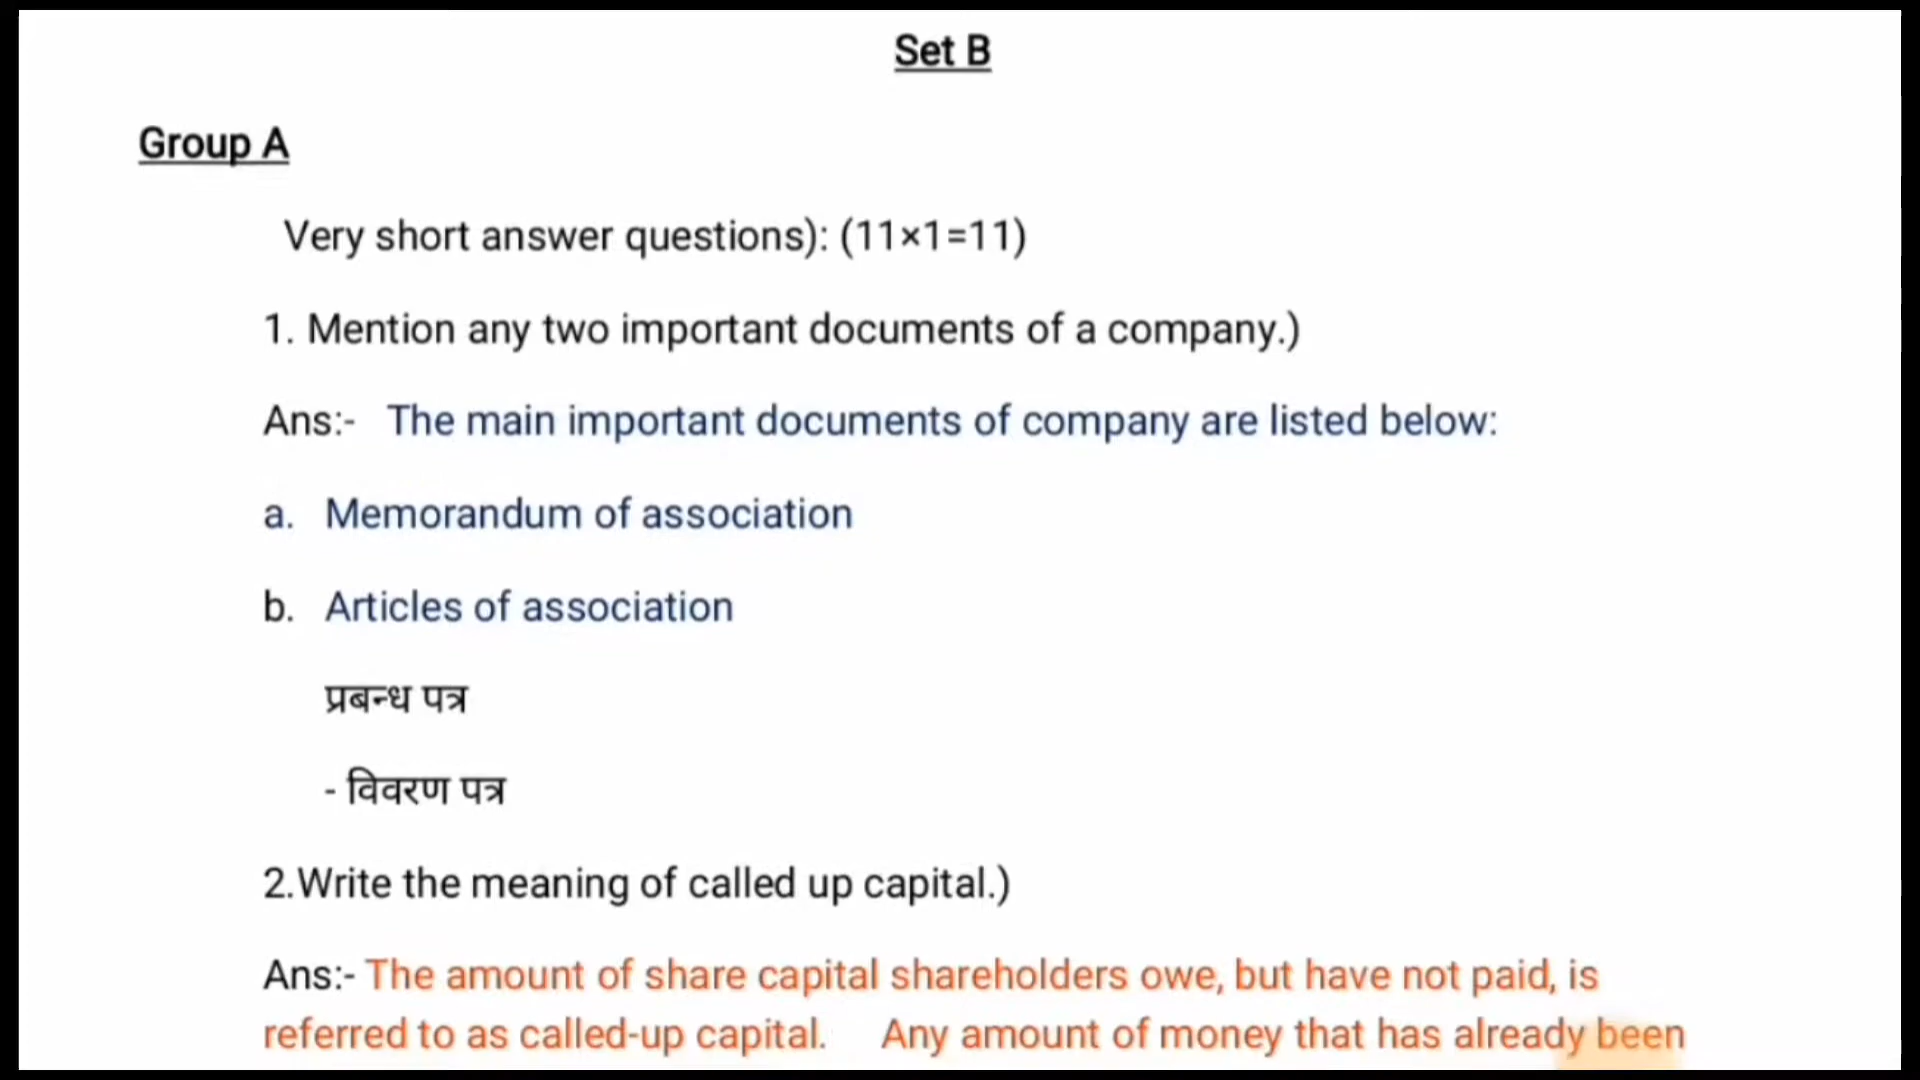 Set B
Group A
Very short answer questions): (11×1=11)
1. Mention any two important documents of a company.)
Ans:- The main important documents of company are listed below:
a. Memorandum of association
b. Articles of association
प्रबन्ध पत्र
- विवरण पत्र
2.Write the meaning of called up capital.)
Ans:- The amount of share capital shareholders owe, but have not paid, is
referred to as called-up capital. Any amount of money that has already been